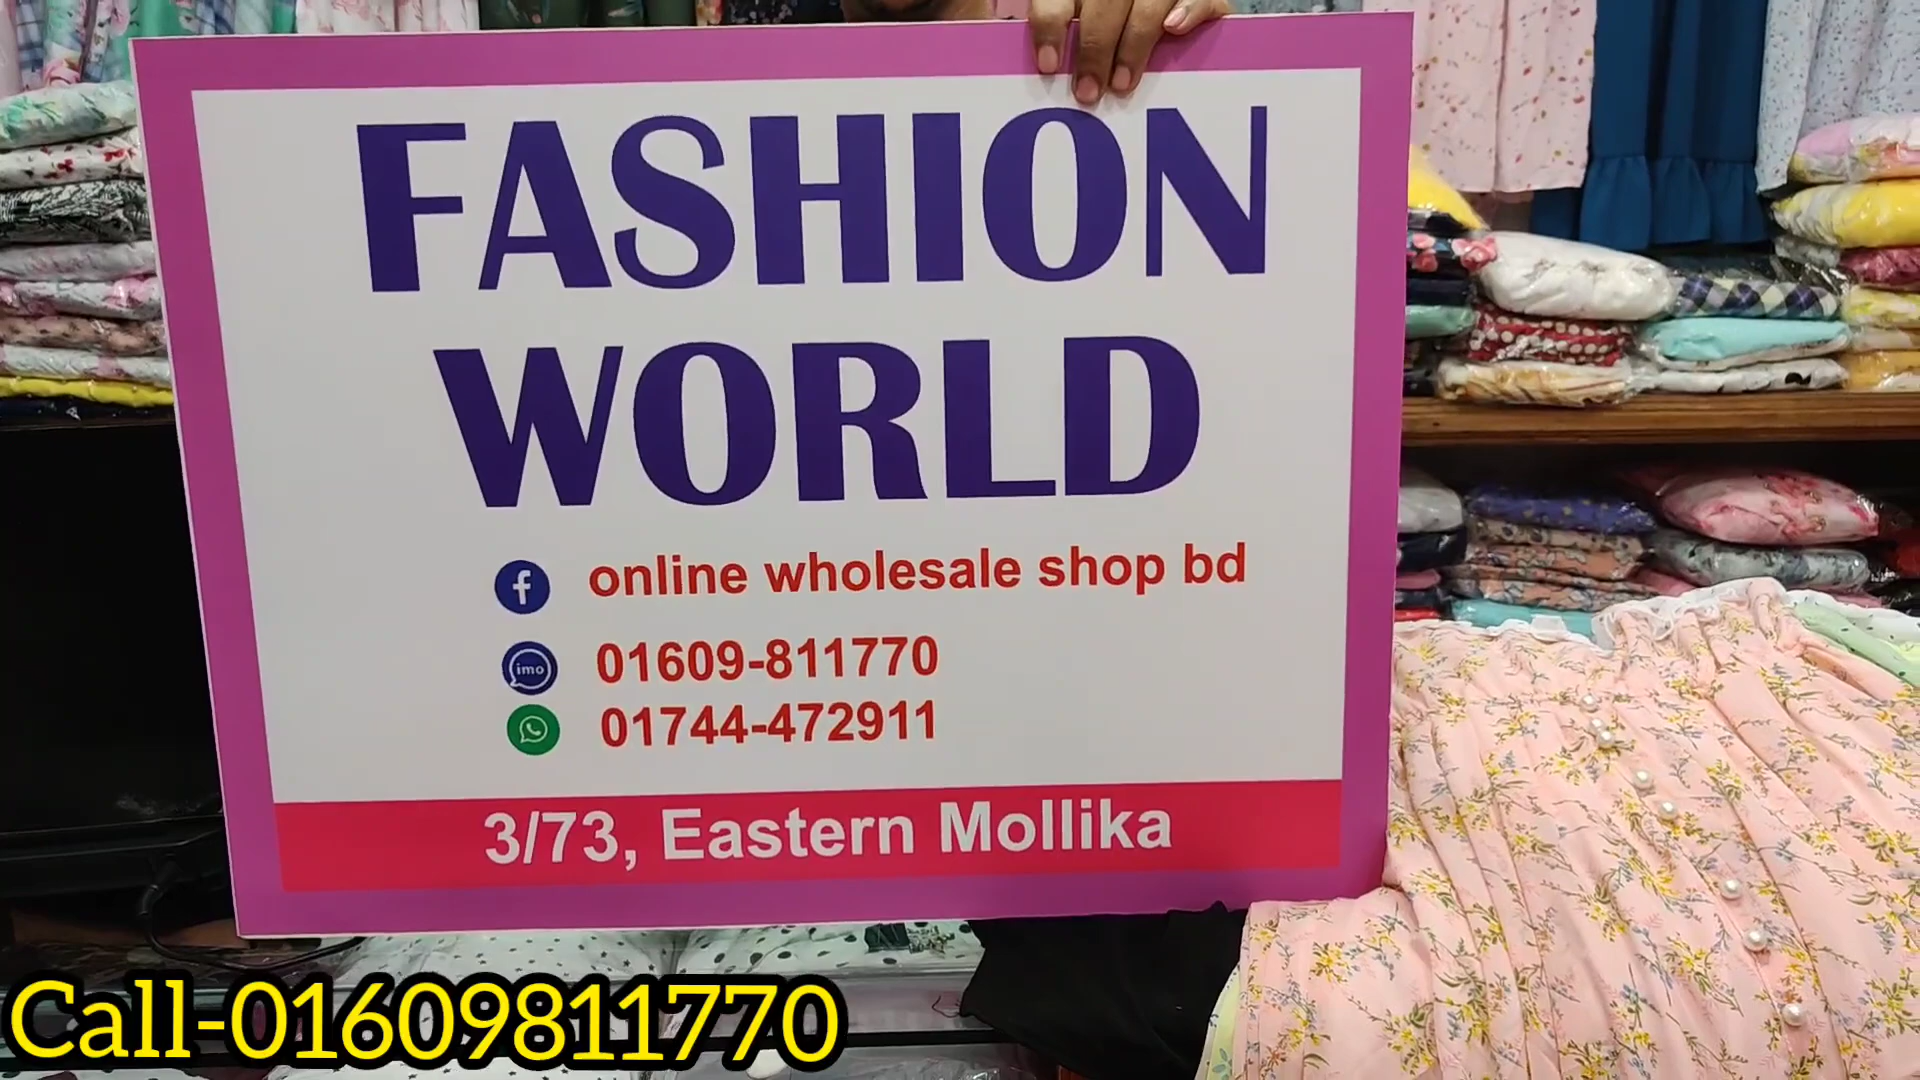 FASHION
WORLD
f online wholesale shop bd
imo 01609-811770
01744-472911
3/73, Eastern Mollika
Call-01609811770